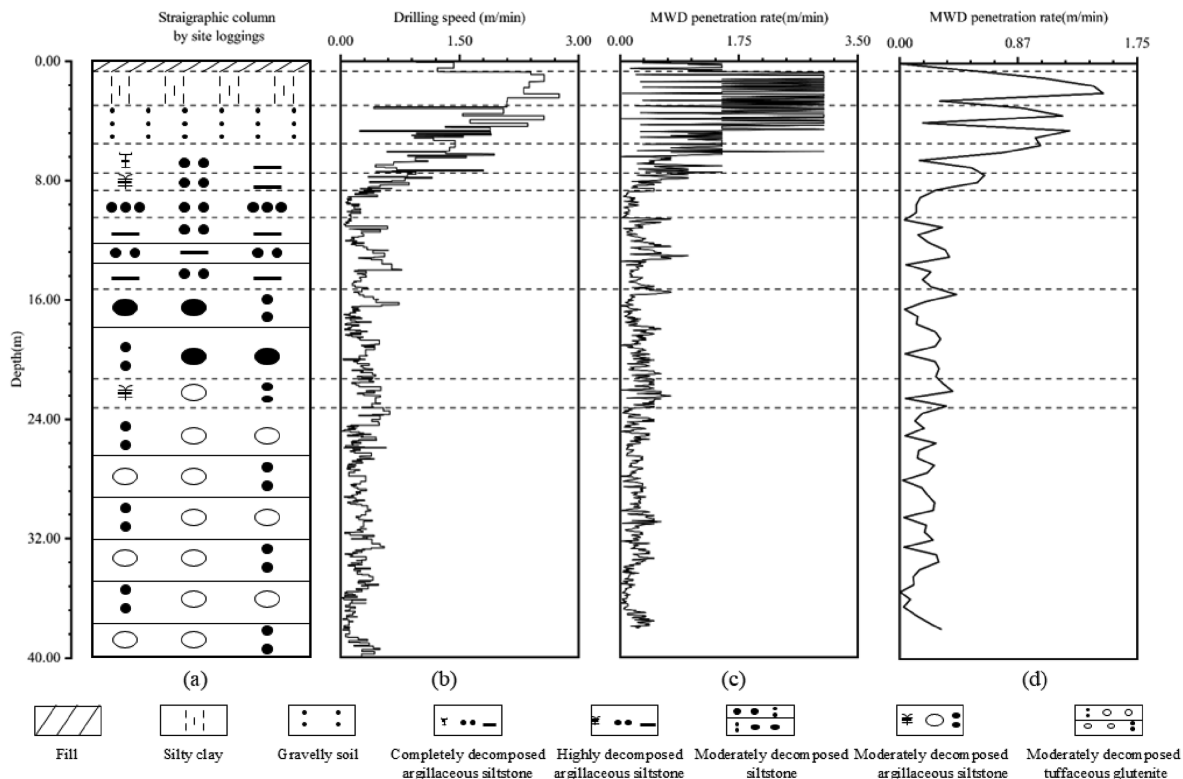 Straigraphic column
by site loggings
Drilling speed (m/min)
0.00 1.50 3.00
MWD penetration rate(m/min)
0.00 1.75 3.50
MWD penetration rate(m/min)
0.00 0.87 1.75
Depth(m)
0.00
8.00
16.00
24.00
32.00
40.00
(a) (b) (c) (d)
Fill
Silty clay
Gravelly soil
Completely decomposed
argillaceous siltstone
Highly decomposed
argillaceous siltstone
Moderately decomposed
siltstone
Moderately decomposed
argillaceous siltstone
Moderately decomposed
tuffaceous glutenite